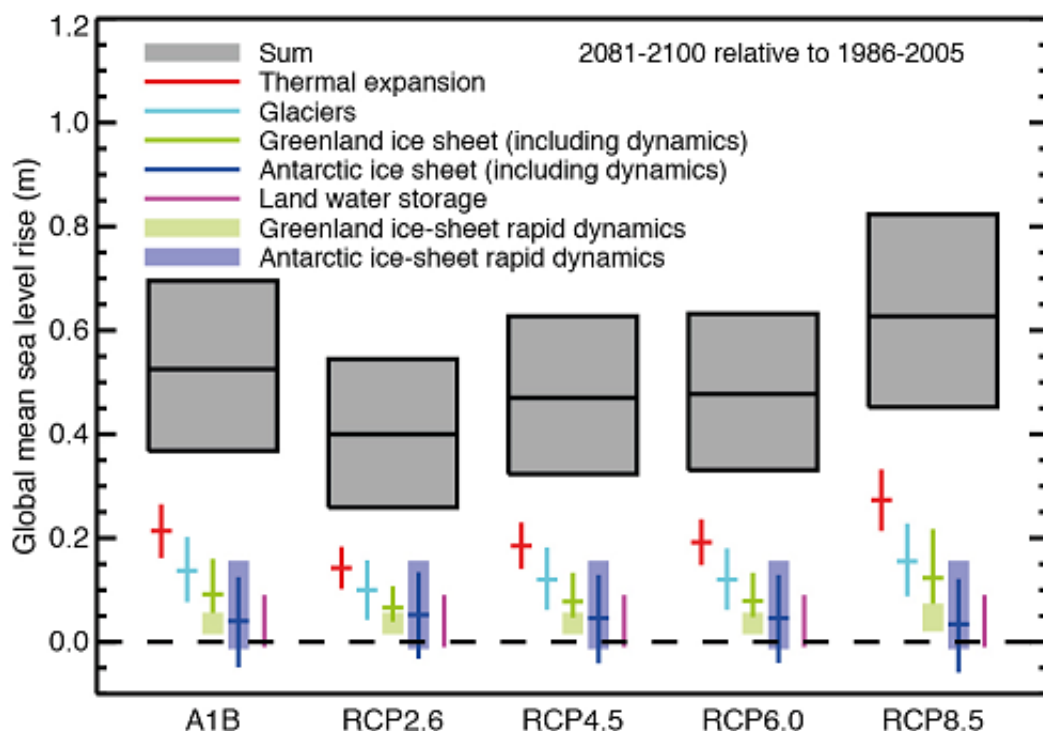 1.2
Sum
2081-2100 relative to 1986-2005
Thermal expansion
Glaciers
1.0
Greenland ice sheet (including dynamics)
Antarctic ice sheet (including dynamics)
Land water storage
0.8
Greenland ice-sheet rapid dynamics
Antarctic ice-sheet rapid dynamics
Global mean sea level rise (m)
0.6
0.4
0.2
0.0
A1B
RCP2.6
RCP4.5
RCP6.0
RCP8.5